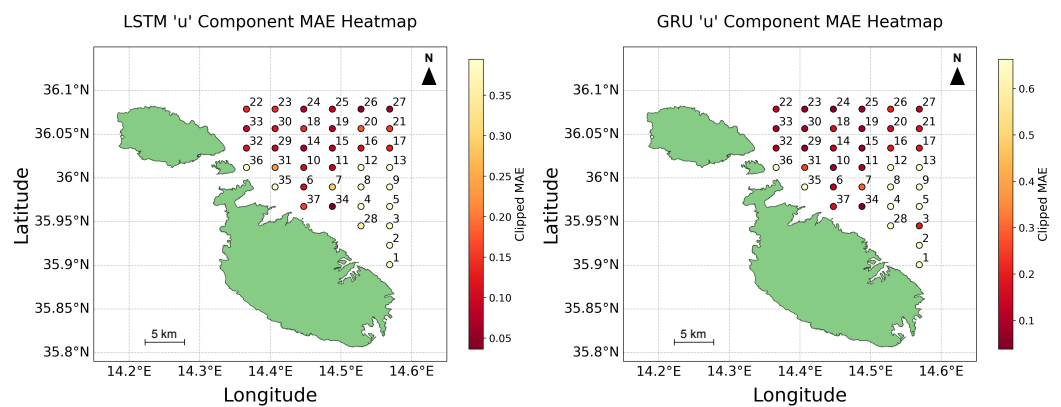 LSTM 'u' Component MAE Heatmap
N
36.1°N
36.05°N
36°N
35.95°N
35.9°N
35.85°N
35.8°N
Latitude
22 23 24 25 26 27
33 30 18 19 20 21
32 29 14 15 16 17
36 31 10 11 12 13
35 6 7 8 9
37 34 4 5
28 3
2
1
5 km
14.2°E 14.3°E 14.4°E 14.5°E 14.6°E
Longitude
0.35
0.30
0.25
0.20
0.15
0.10
0.05
Clipped MAE
GRU 'u' Component MAE Heatmap
N
36.1°N
36.05°N
36°N
35.95°N
35.9°N
35.85°N
35.8°N
Latitude
22 23 24 25 26 27
33 30 18 19 20 21
32 29 14 15 16 17
36 31 10 11 12 13
35 6 7 8 9
37 34 4 5
28 3
2
1
5 km
14.2°E 14.3°E 14.4°E 14.5°E 14.6°E
Longitude
0.6
0.5
0.4
0.3
0.2
0.1
Clipped MAE